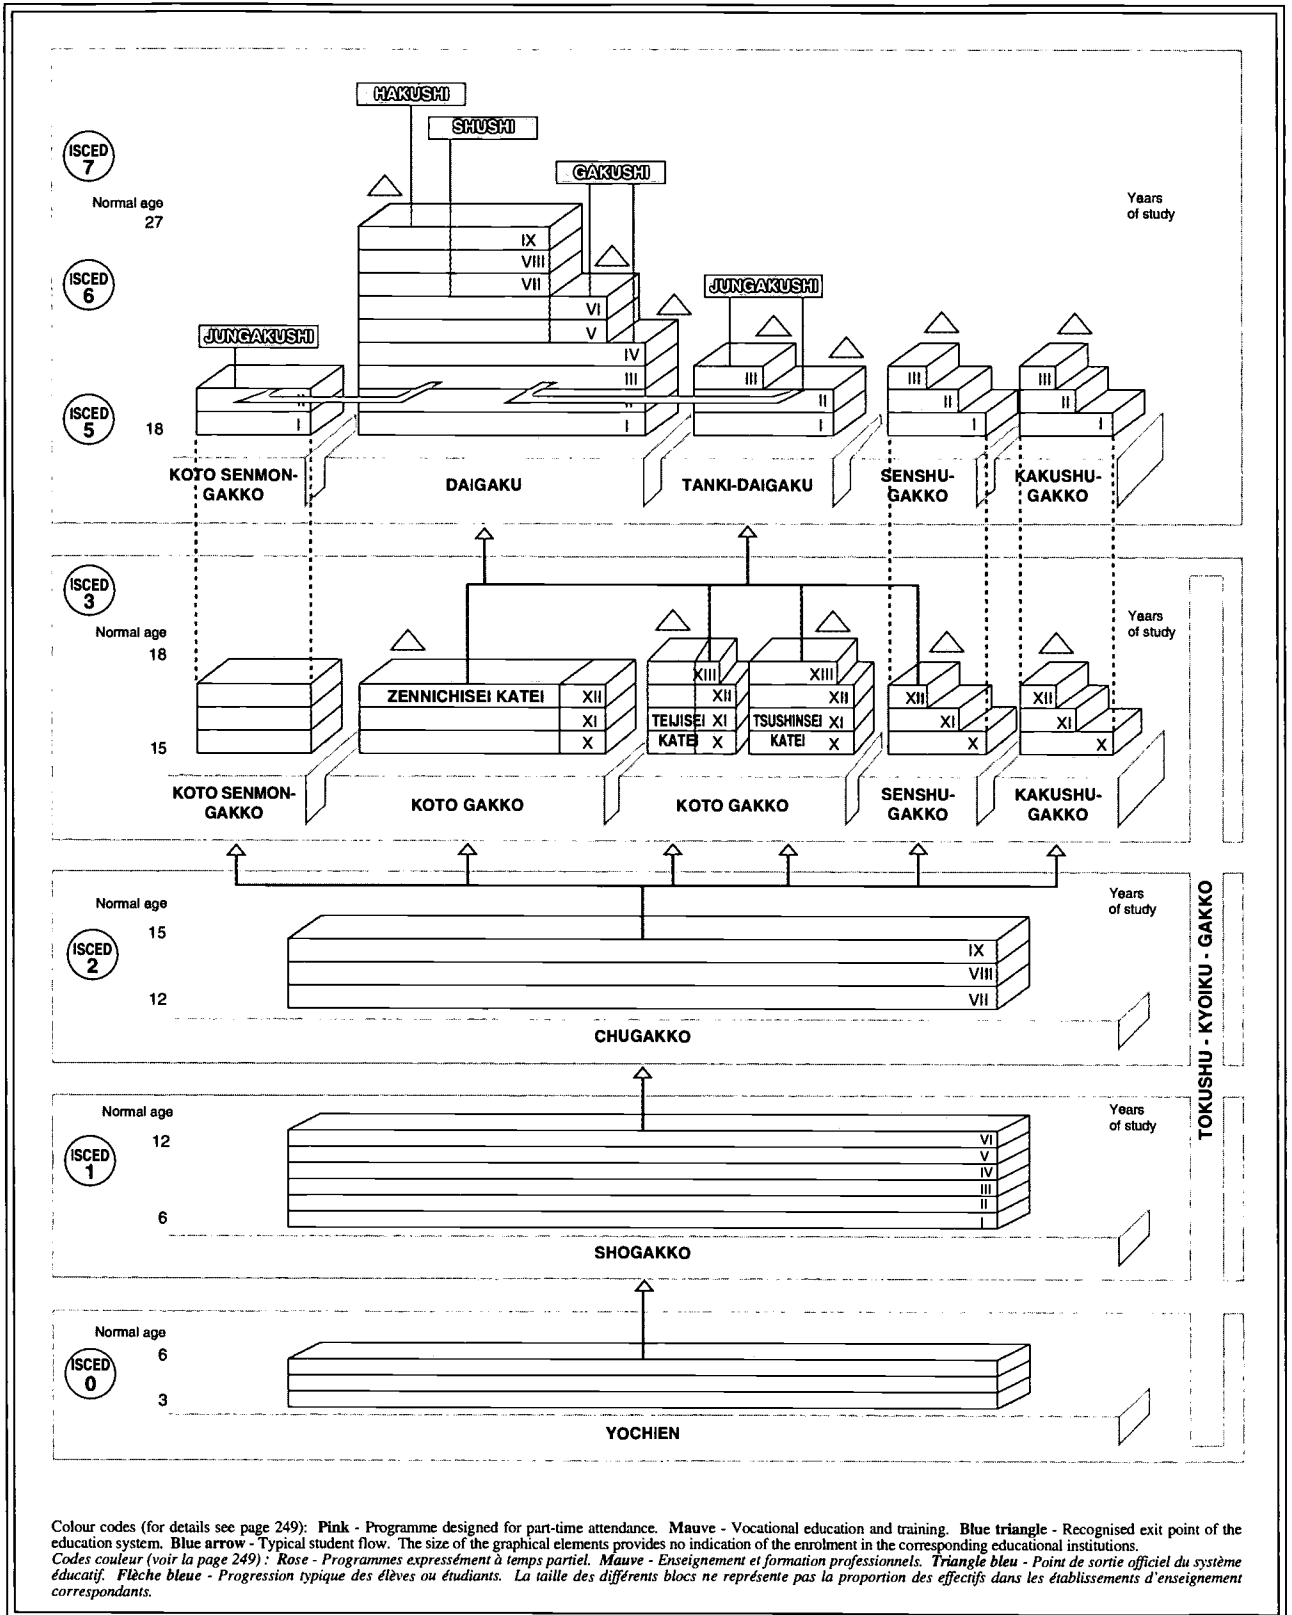 HAKUSHI
SHUSHI
ISCED
7
GAKUSHI
Normal age
27
Years
of study
IX
VIII
ISCED
6
VII
JUNGAKUSHI
VI
V
JUNGAKUSHI
IV
III
III
III
III
II
II
II
II
II
ISCED
5
18
I
I
I
I
I
KOTO SENMON-
GAKKO
DAIGAKU
TANKI-DAIGAKU
SENSHU-
GAKKO
KAKUSHU-
GAKKO
ISCED
3
Normal age
18
Years
of study
XIII
XIII
ZENNICHISEI KATEI
XII
XII
XII
XII
XII
XI
TEIJISEI XI
TSUSHINSEI XI
XI
XI
15
X
KATEI X
KATEI X
X
X
KOTO SENMON-
GAKKO
KOTO GAKKO
KOTO GAKKO
SENSHU-
GAKKO
KAKUSHU-
GAKKO
Normal age
15
Years
of study
ISCED
2
IX
VIII
12
VII
CHUGAKKO
TOKUSHU - KYOIKU - GAKKO
Normal age
12
Years
of study
ISCED
1
VI
V
IV
III
II
6
I
SHOGAKKO
Normal age
6
ISCED
0
3
YOCHIEN
Colour codes (for details see page 249): Pink - Programme designed for part-time attendance. Mauve - Vocational education and training. Blue triangle - Recognised exit point of the
education system. Blue arrow - Typical student flow. The size of the graphical elements provides no indication of the enrolment in the corresponding educational institutions.
Codes couleur (voir la page 249) : Rose - Programmes expressément à temps partiel. Mauve - Enseignement et formation professionnels. Triangle bleu - Point de sortie officiel du système
éducatif. Flèche bleue - Progression typique des élèves ou étudiants. La taille des différents blocs ne représente pas la proportion des effectifs dans les établissements d'enseignement
correspondants.